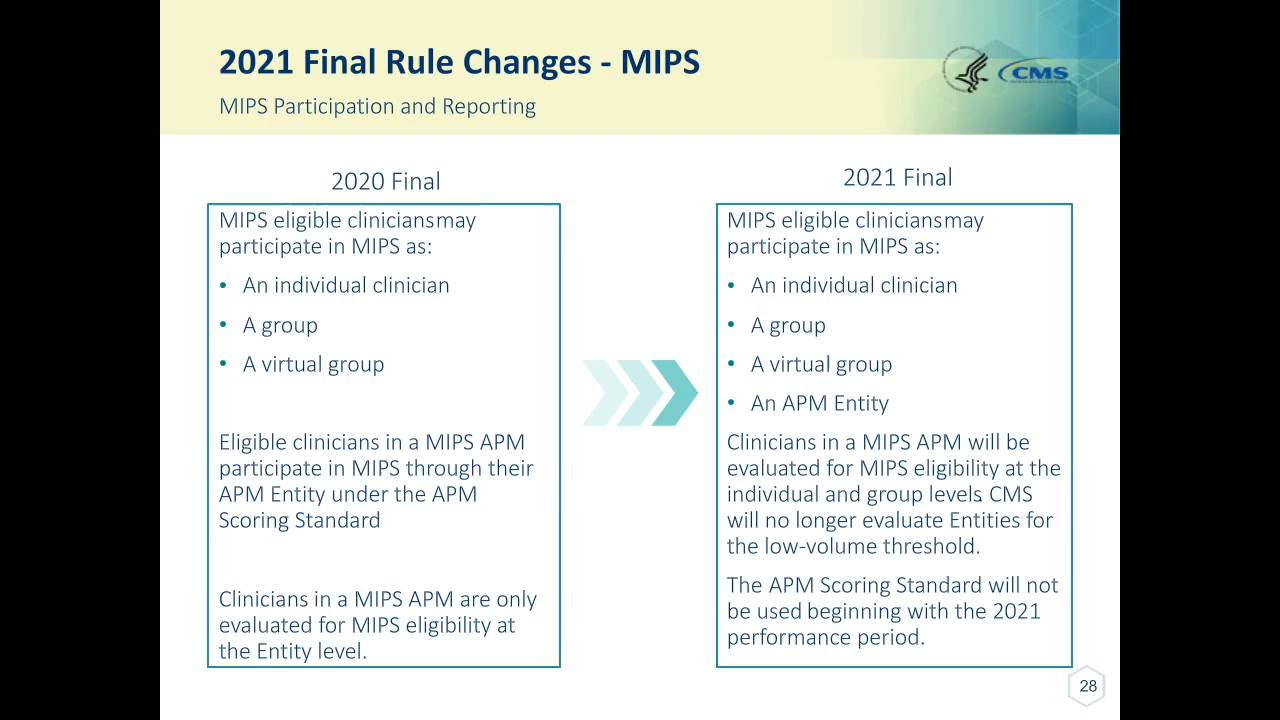 2021 Final Rule Changes - MIPS
MIPS Participation and Reporting
CMS
2020 Final
MIPS eligible clinicians may
participate in MIPS as:
• An individual clinician
• A group
• A virtual group
Eligible clinicians in a MIPS APM
participate in MIPS through their
APM Entity under the APM
Scoring Standard
Clinicians in a MIPS APM are only
evaluated for MIPS eligibility at
the Entity level.
2021 Final
MIPS eligible clinicians may
participate in MIPS as:
• An individual clinician
• A group
• A virtual group
• An APM Entity
Clinicians in a MIPS APM will be
evaluated for MIPS eligibility at the
individual and group levels. CMS
will no longer evaluate Entities for
the low-volume threshold.
The APM Scoring Standard will not
be used beginning with the 2021
performance period.
28